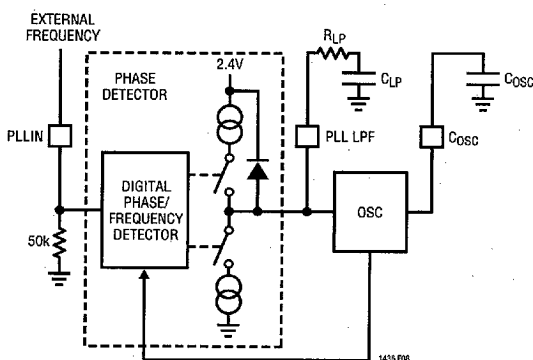 EXTERNAL
FREQUENCY
PHASE
DETECTOR
2.4V
RLP
CLP
COSC
PLLIN
PLL LPF
COSC
DIGITAL
PHASE/
FREQUENCY
DETECTOR
OSC
50k
1435 F08